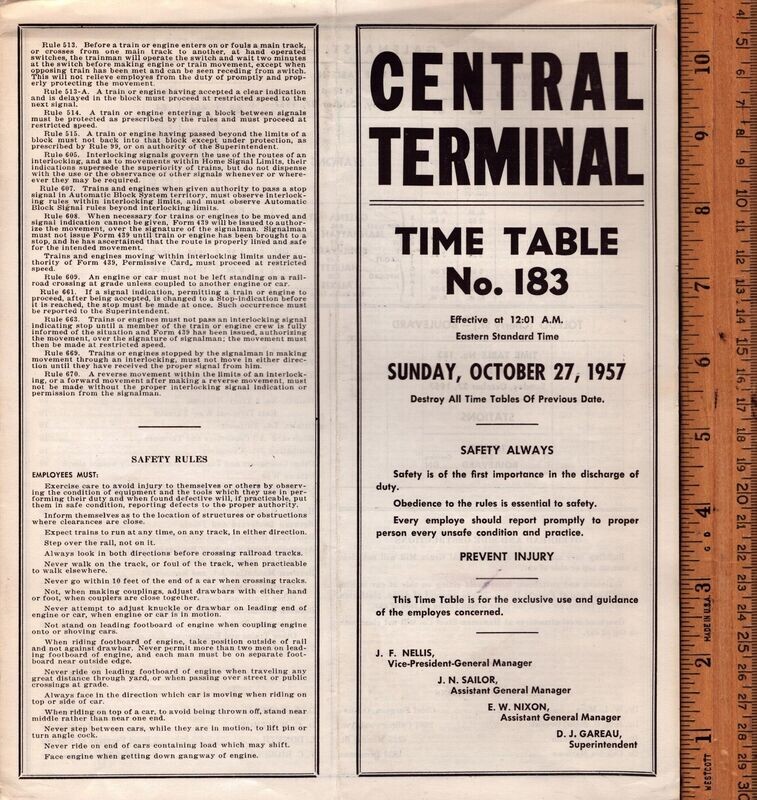 Rule 513. Before a train or engine enters on or fouls a main track,
or crosses from one main track to another, at hand operated
switches, the trainman will operate the switch and wait two minutes
at the switch before making engine or train movement, except when
opposing train has been met and can be seen receding from switch.
This will not relieve employes from the duty of promptly and prop-
erly protecting the movement.
Rule 513-A. A train or engine having accepted a clear indication
and is delayed in the block must proceed at restricted speed to the
next signal.
Rule 514. A train or engine entering a block between signals
must be protected as prescribed by the rules and must proceed at
restricted speed.
Rule 515. A train or engine having passed beyond the limits of a
block must not back into that block except under protection, as
prescribed by Rule 99, or on authority of the Superintendent.
Rule 605. Interlocking signals govern the use of the routes of an
interlocking, and as to movements within Home Signal Limits, their
indications supersede the superiority of trains, but do not dispense
with the use or the observance of other signals whenever or where-
ever they may be required.
Rule 607. Trains and engines when given authority to pass a stop
signal in Automatic Block System territory, must observe interlock-
ing rules within interlocking limits, and must observe Automatic
Block Signal rules beyond interlocking limits.
Rule 608. When necessary for trains or engines to be moved and
signal indication cannot be given, Form 439 will be issued to author-
ize the movement, over the signature of the signalman. Signalman
must not issue Form 439 until train or engine has been brought to a
stop, and he has ascertained that the route is properly lined and safe
for the intended movement.
Trains and engines moving within interlocking limits under au-
thority of Form 439, Permissive Card, must proceed at restricted
speed.
Rule 609. An engine or car must not be left standing on a rail-
road crossing at grade unless coupled to another engine or car.
Rule 661. If a signal indication, permitting a train or engine to
proceed, after being accepted, is changed to a Stop-indication before
it is reached, the stop must be made at once. Such occurrence must
be reported to the Superintendent.
Rule 663. Trains or engines must not pass an interlocking signal
indicating stop until a member of the train or engine crew is fully
informed of the situation and Form 439 has been issued, authorizing
the movement, over the signature of signalman; the movement must
then be made at restricted speed.
Rule 669. Trains or engines stopped by the signalman in making
movement through an interlocking, must not move in either direc-
tion until they have received the proper signal from him.
Rule 670. A reverse movement within the limits of an interlock-
ing, or a forward movement after making a reverse movement, must
not be made without the proper interlocking signal indication or
permission from the signalman.
SAFETY RULES
EMPLOYEES MUST:
Exercise care to avoid injury to themselves or others by observ-
ing the condition of equipment and the tools which they use in per-
forming their duty and when found defective will, if practicable, put
them in safe condition, reporting defects to the proper authority.
Inform themselves as to the location of structures or obstructions
where clearances are close.
Expect trains to run at any time, on any track, in either direction.
Step over the rail, not on it.
Always look in both directions before crossing railroad tracks.
Never walk on the track, or foul of the track, when practicable
to walk elsewhere.
Never go within 10 feet of the end of a car when crossing tracks.
Not, when making couplings, adjust drawbars with either hand
or foot, when couplers are close together.
Never attempt to adjust knuckle or drawbar on leading end of
engine or car, when engine or car is in motion.
Not stand on leading footboard of engine when coupling engine
onto or shoving cars.
When riding footboard of engine, take position outside of rail
and not against drawbar. Never permit more than two men on lead-
ing footboard of engine, and each man must be on separate foot-
board near outside edge.
Never ride on leading footboard of engine when traveling any
great distance through yard, or when passing over street or public
crossings at grade.
Always face in the direction which car is moving when riding on
top or side of car.
When riding on top of a car, to avoid being thrown off, stand near
middle rather than near one end.
Never step between cars, while they are in motion, to lift pin or
turn angle cock.
Never ride on end of cars containing load which may shift.
Face engine when getting down gangway of engine.
CENTRAL
TERMINAL
TIME TABLE
No. 183
Effective at 12:01 A.M.
Eastern Standard Time
SUNDAY, OCTOBER 27, 1957
Destroy All Time Tables Of Previous Date.
SAFETY ALWAYS
Safety is of the first importance in the discharge of
duty.
Obedience to the rules is essential to safety.
Every employe should report promptly to proper
person every unsafe condition and practice.
PREVENT INJURY
This Time Table is for the exclusive use and guidance
of the employes concerned.
J. F. NELLIS,
Vice-President-General Manager
J. N. SAILOR,
Assistant General Manager
E. W. NIXON,
Assistant General Manager
D. J. GAREAU,
Superintendent
10
9
8
7
6
5
4
3
2
1
MADE IN U.S.A.
WESTCOTT
4
5
6
7
8
9
10
11
12
13
14
15
16
17
18
19
20
21
22
23
24
25
26
27
28
29
30